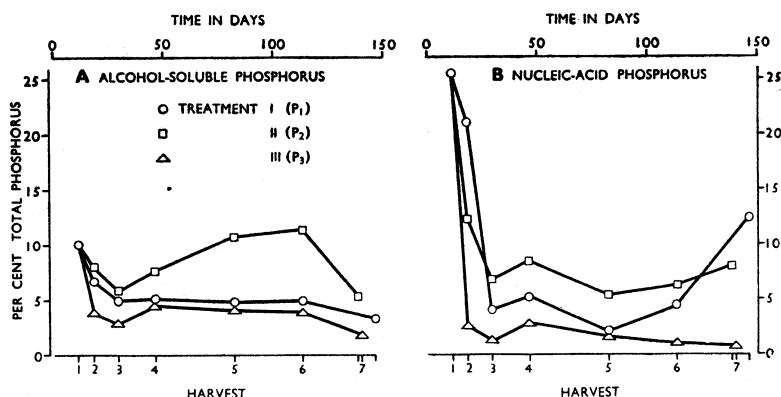 TIME IN DAYS
0 50 100 150
A ALCOHOL-SOLUBLE PHOSPHORUS
TREATMENT I (P1)
II (P2)
III (P3)
PER CENT TOTAL PHOSPHORUS
25
20
15
10
5
0
1 2 3 4 5 6 7
HARVEST
TIME IN DAYS
0 50 100 150
B NUCLEIC-ACID PHOSPHORUS
25
20
15
10
5
0
1 2 3 4 5 6 7
HARVEST